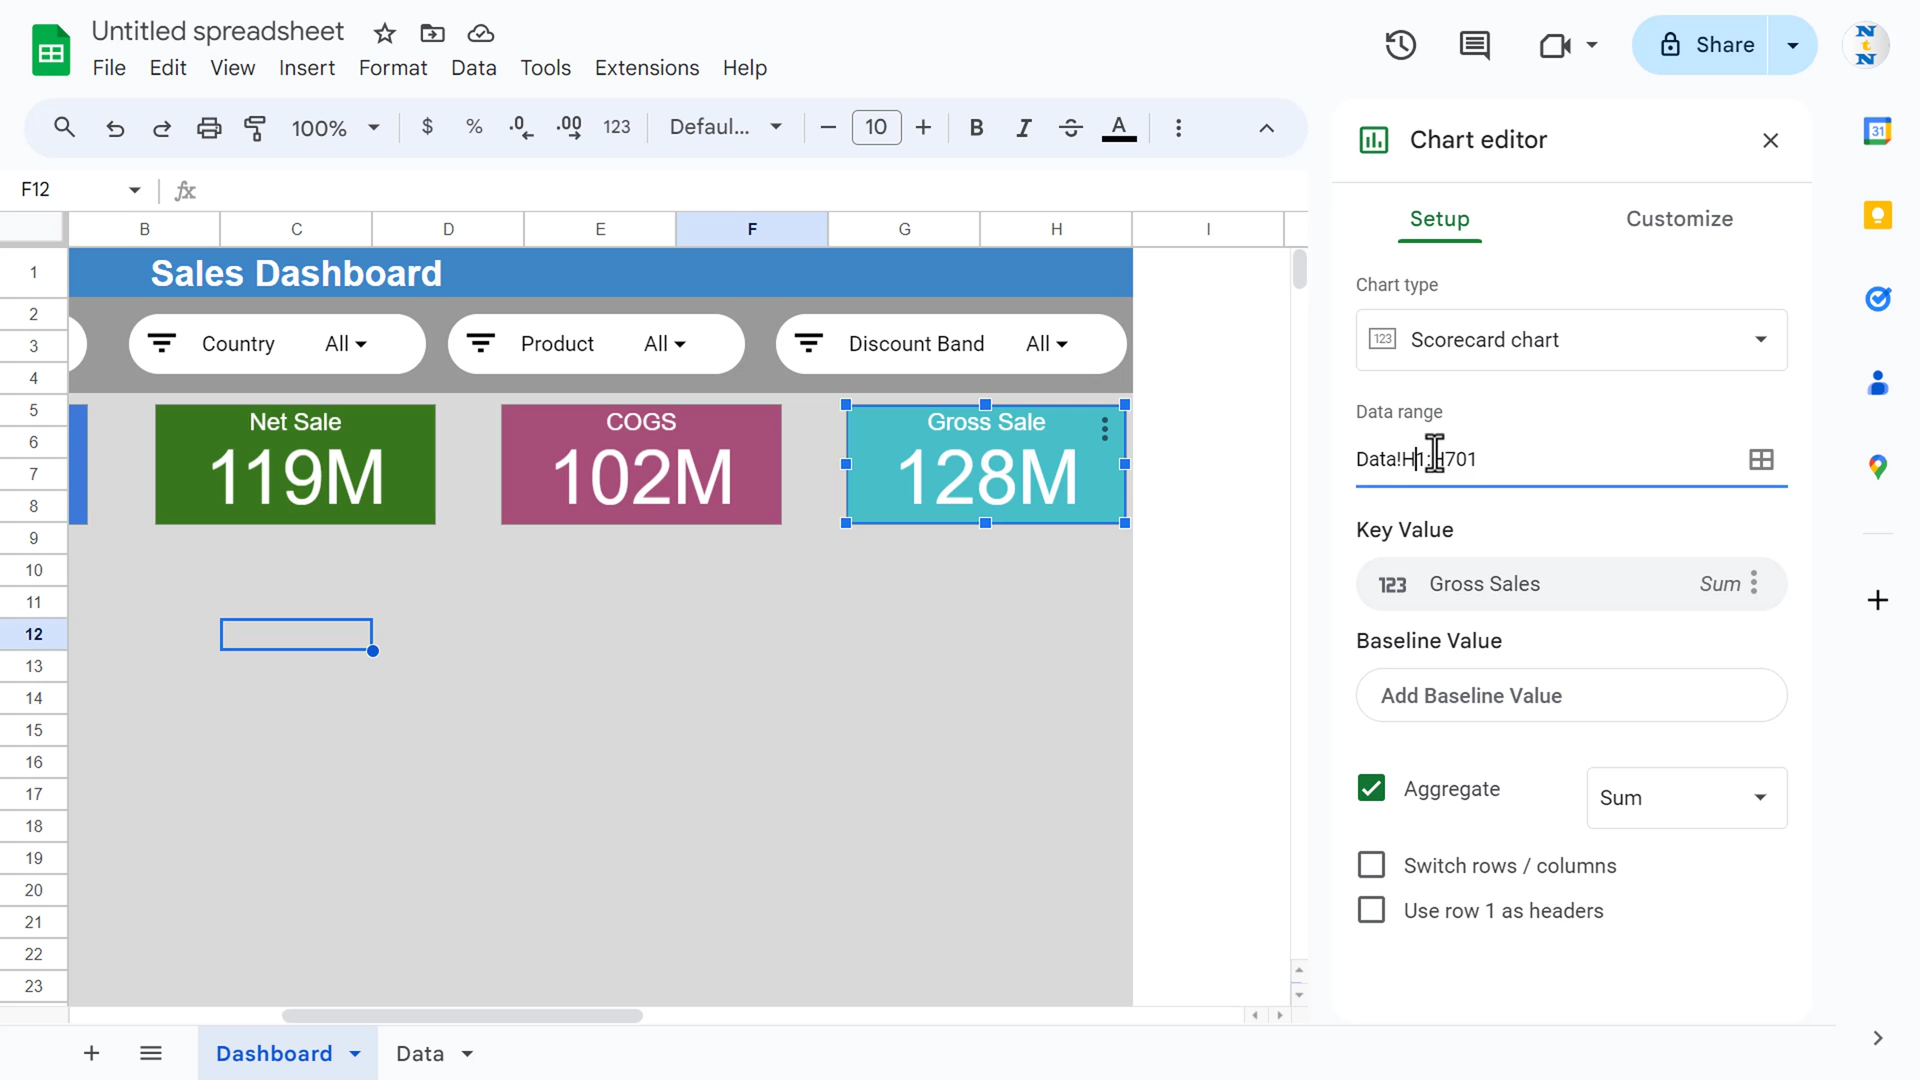 Untitled spreadsheet
File Edit View Insert Format Data Tools Extensions Help
Share
N
t
N
100% $ % .0 .00 123 Defaul... 10 B I S A
F12 fx
B C D E F G H I
1 Sales Dashboard
2
3 Country All Product All Discount Band All
4
5 Net Sale COGS Gross Sale
6
7 119M 102M 128M
8
9
10
11
12
13
14
15
16
17
18
19
20
21
22
23
Dashboard Data
Chart editor
Setup Customize
Chart type
123 Scorecard chart
Data range
Data!H1:H701
Key Value
123 Gross Sales Sum
Baseline Value
Add Baseline Value
Aggregate Sum
Switch rows / columns
Use row 1 as headers
31